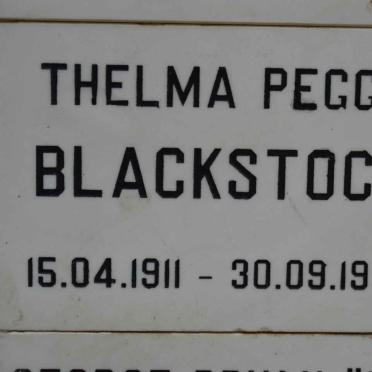 THELMA PEGG
BLACKSTOC
15.04.1911 - 30.09.19